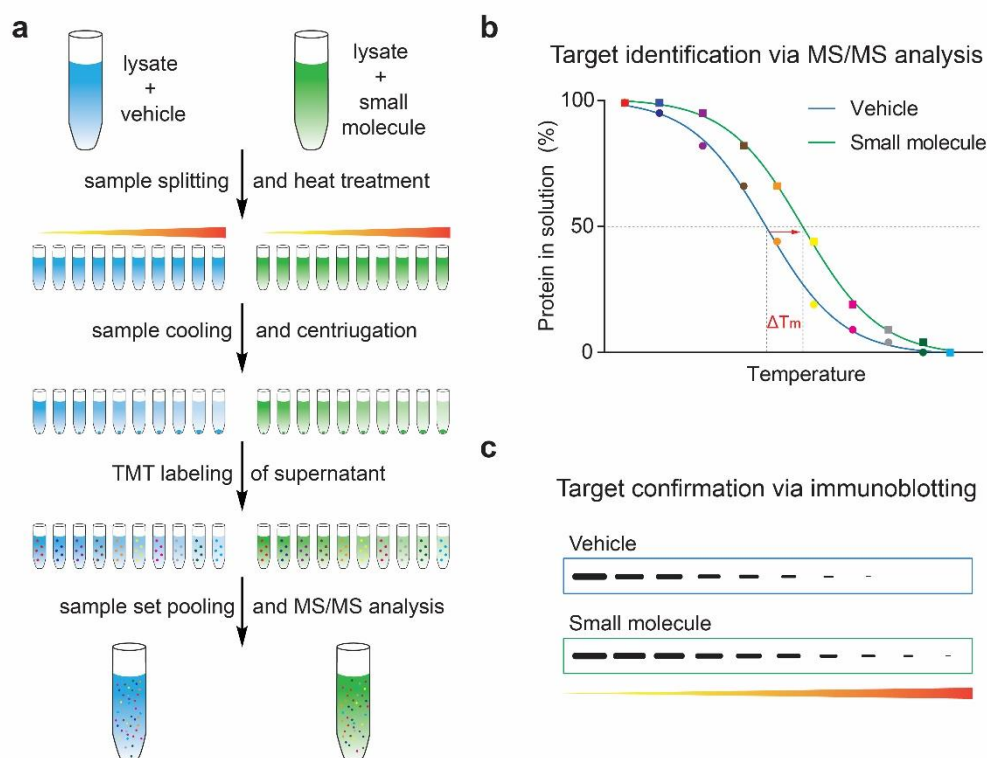 a
lysate
+
vehicle
lysate
+
small
molecule
sample splitting and heat treatment
sample cooling and centriugation
TMT labeling of supernatant
sample set pooling and MS/MS analysis
b
Target identification via MS/MS analysis
Protein in solution (%)
100
50
0
Vehicle
Small molecule
ΔTm
Temperature
c
Target confirmation via immunoblotting
Vehicle
Small molecule